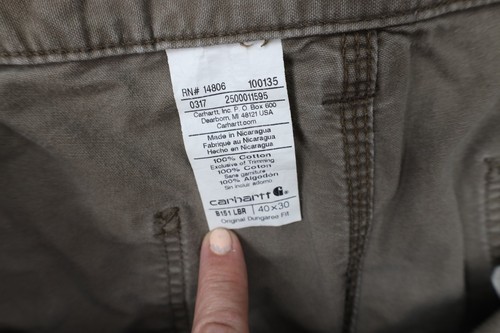 RN# 14806 100135
0317 2500011595
Carhartt, Inc. P.O. Box 600
Dearborn, MI 48121 USA
Carhartt.com
Made in Nicaragua
Fabriqué au Nicaragua
Hecho en Nicaragua
100% Cotton
Exclusive of Trimming
100% Coton
Sans garniture
100% Algodón
Sin incluir adorno
carhartt
B151 LBR 40x30
Original Dungaree Fit